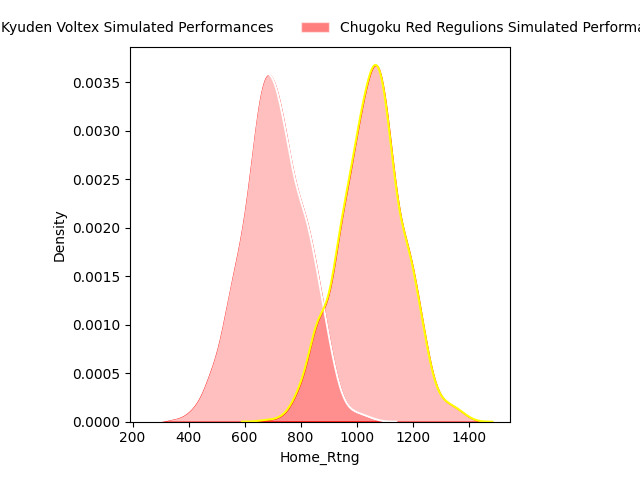 Kyuden Voltex Simulated Performances
Chugoku Red Regulions Simulated Performa
0.0035
0.0030
0.0025
0.0020
0.0015
0.0010
0.0005
0.0000
Density
200 400 600 800 1000 1200 1400
Home_Rtng